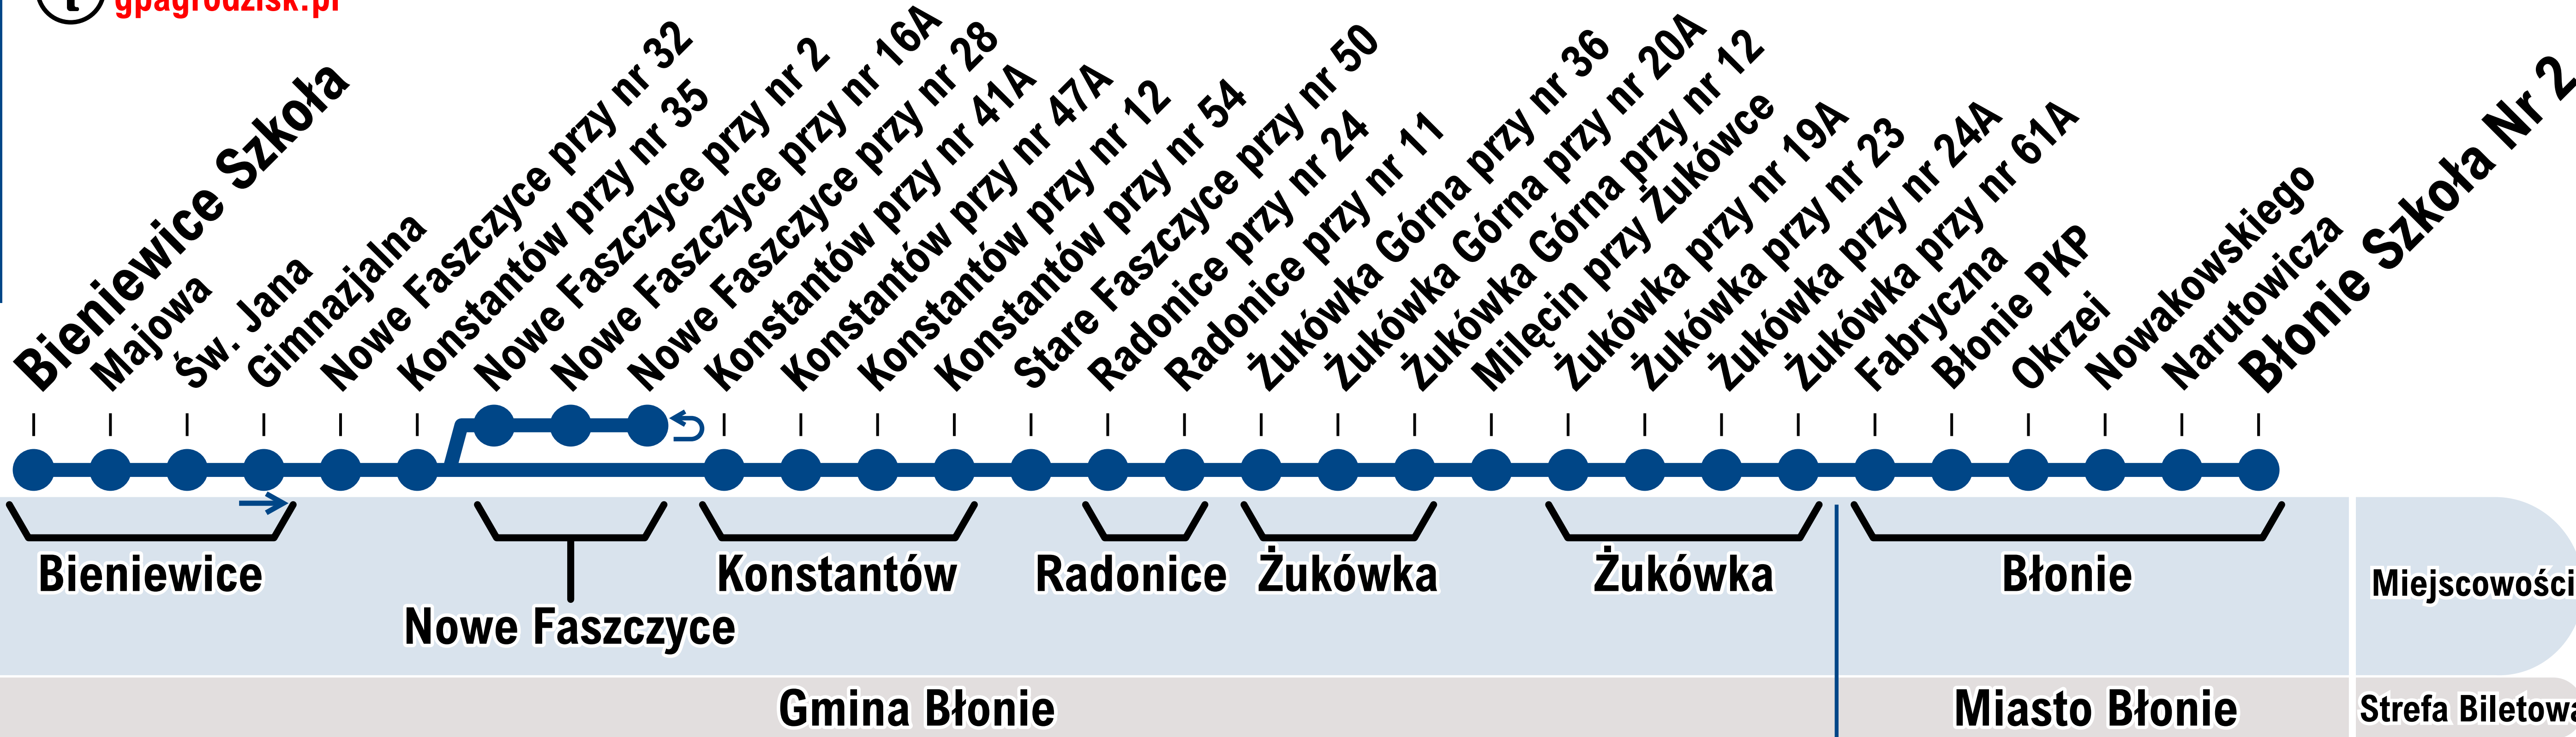 gpagrodzisk.pl
Bieniewice Szkoła
Majowa
Św. Jana
Gimnazjalna
Nowe Faszczyce przy nr 32
Konstantów przy nr 35
Nowe Faszczyce przy nr 2
Nowe Faszczyce przy nr 16A
Nowe Faszczyce przy nr 28
Konstantów przy nr 41A
Konstantów przy nr 47A
Konstantów przy nr 12
Konstantów przy nr 54
Stare Faszczyce przy nr 50
Radonice przy nr 24
Radonice przy nr 11
Żukówka Górna przy nr 36
Żukówka Górna przy nr 20A
Żukówka Górna przy nr 12
Milęcin przy Żukówce
Żukówka przy nr 19A
Żukówka przy nr 23
Żukówka przy nr 24A
Żukówka przy nr 61A
Fabryczna
Błonie PKP
Okrzei
Nowakowskiego
Narutowicza
Błonie Szkoła Nr 2
Bieniewice
Nowe Faszczyce
Konstantów
Radonice
Żukówka
Żukówka
Błonie
Miejscowości
Gmina Błonie
Miasto Błonie
Strefa Biletowa